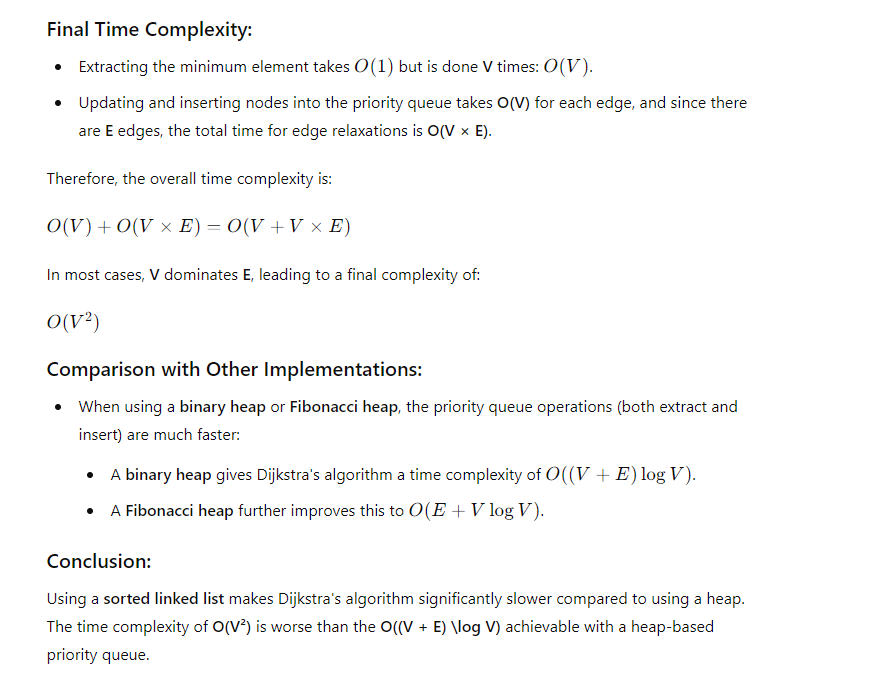 Final Time Complexity:
• Extracting the minimum element takes O(1) but is done V times: O(V).
• Updating and inserting nodes into the priority queue takes O(V) for each edge, and since there
are E edges, the total time for edge relaxations is O(V × E).
Therefore, the overall time complexity is:
O(V) + O(V × E) = O(V + V × E)
In most cases, V dominates E, leading to a final complexity of:
O(V²)
Comparison with Other Implementations:
• When using a binary heap or Fibonacci heap, the priority queue operations (both extract and
insert) are much faster:
• A binary heap gives Dijkstra's algorithm a time complexity of O((V + E) log V).
• A Fibonacci heap further improves this to O(E + V log V).
Conclusion:
Using a sorted linked list makes Dijkstra's algorithm significantly slower compared to using a heap.
The time complexity of O(V²) is worse than the O((V + E) \log V) achievable with a heap-based
priority queue.